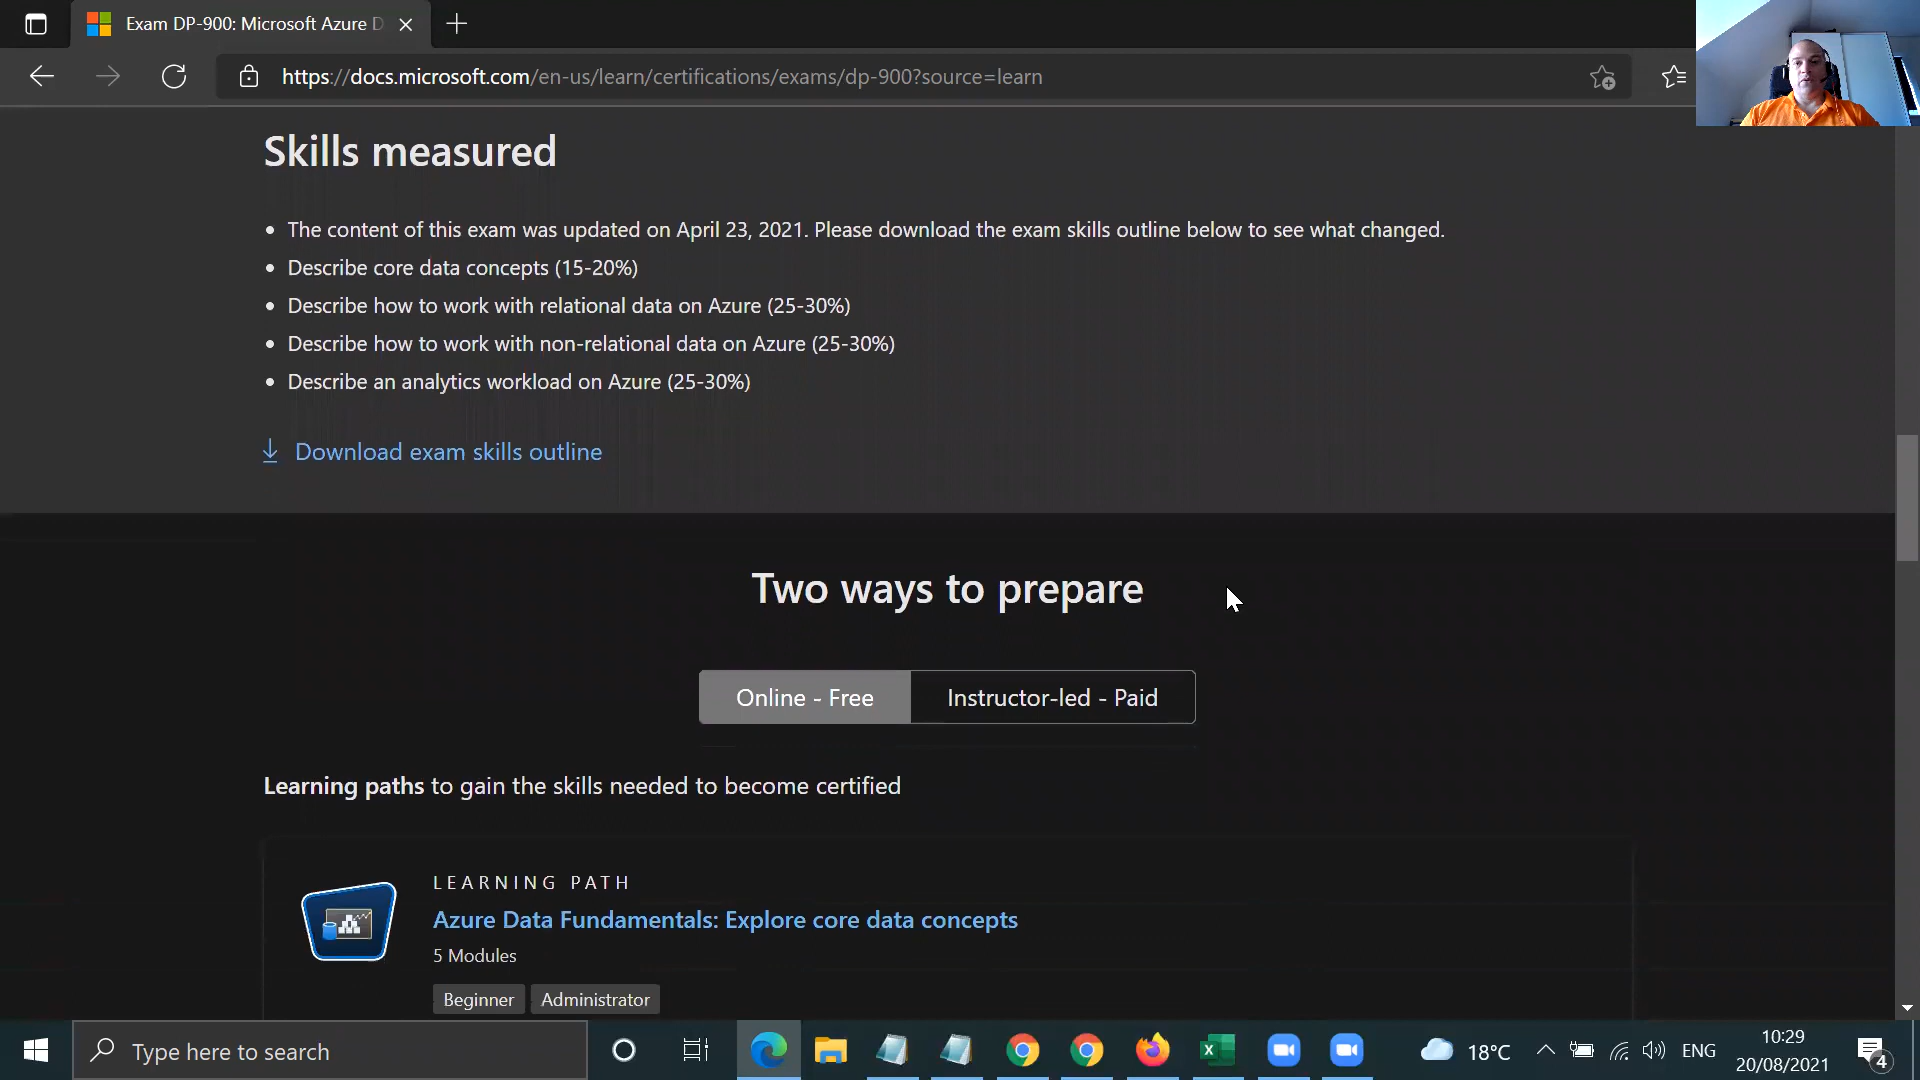 Exam DP-900: Microsoft Azure D
https://docs.microsoft.com/en-us/learn/certifications/exams/dp-900?source=learn
Skills measured
The content of this exam was updated on April 23, 2021. Please download the exam skills outline below to see what changed.
Describe core data concepts (15-20%)
Describe how to work with relational data on Azure (25-30%)
Describe how to work with non-relational data on Azure (25-30%)
Describe an analytics workload on Azure (25-30%)
Download exam skills outline
Two ways to prepare
Online - Free
Instructor-led - Paid
Learning paths to gain the skills needed to become certified
LEARNING PATH
Azure Data Fundamentals: Explore core data concepts
5 Modules
Beginner
Administrator
Type here to search
18°C
ENG
10:29
20/08/2021
4